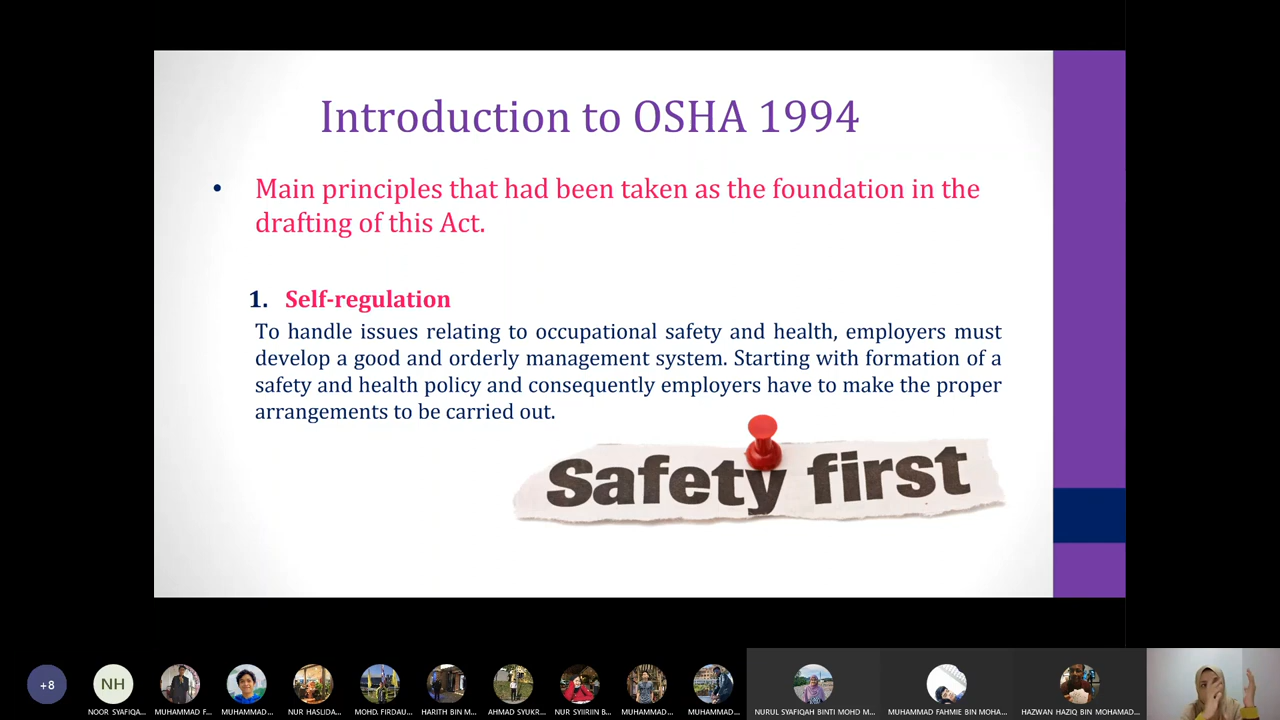 Introduction to OSHA 1994
• Main principles that had been taken as the foundation in the
drafting of this Act.
1. Self-regulation
To handle issues relating to occupational safety and health, employers must
develop a good and orderly management system. Starting with formation of a
safety and health policy and consequently employers have to make the proper
arrangements to be carried out.
Safety first
+8
NH
NOOR SYAFIQA...
MUHAMMAD F...
MUHAMMAD ...
NUR HASLIDA...
MOHD. FIRDAU...
HARITH BIN M...
AHMAD SYUKR...
NUR SYIIRIIN B...
MUHAMMAD ...
MUHAMMAD ...
NURUL SYAFIQAH BINTI MOHD M...
MUHAMMAD FAHMIE BIN MOHA...
HAZWAN HAZIQ BIN MOHAMAD...